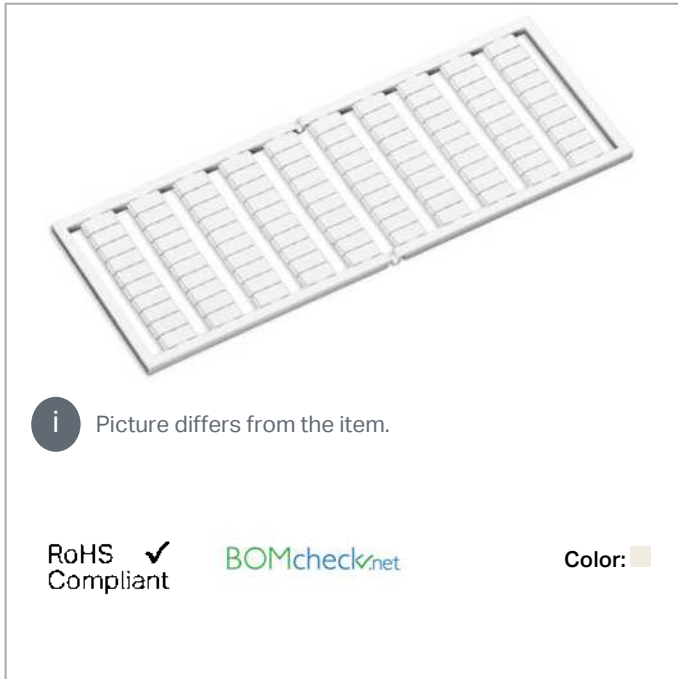 i Picture differs from the item.
RoHS ✓
Compliant
BOMcheck.net
Color: